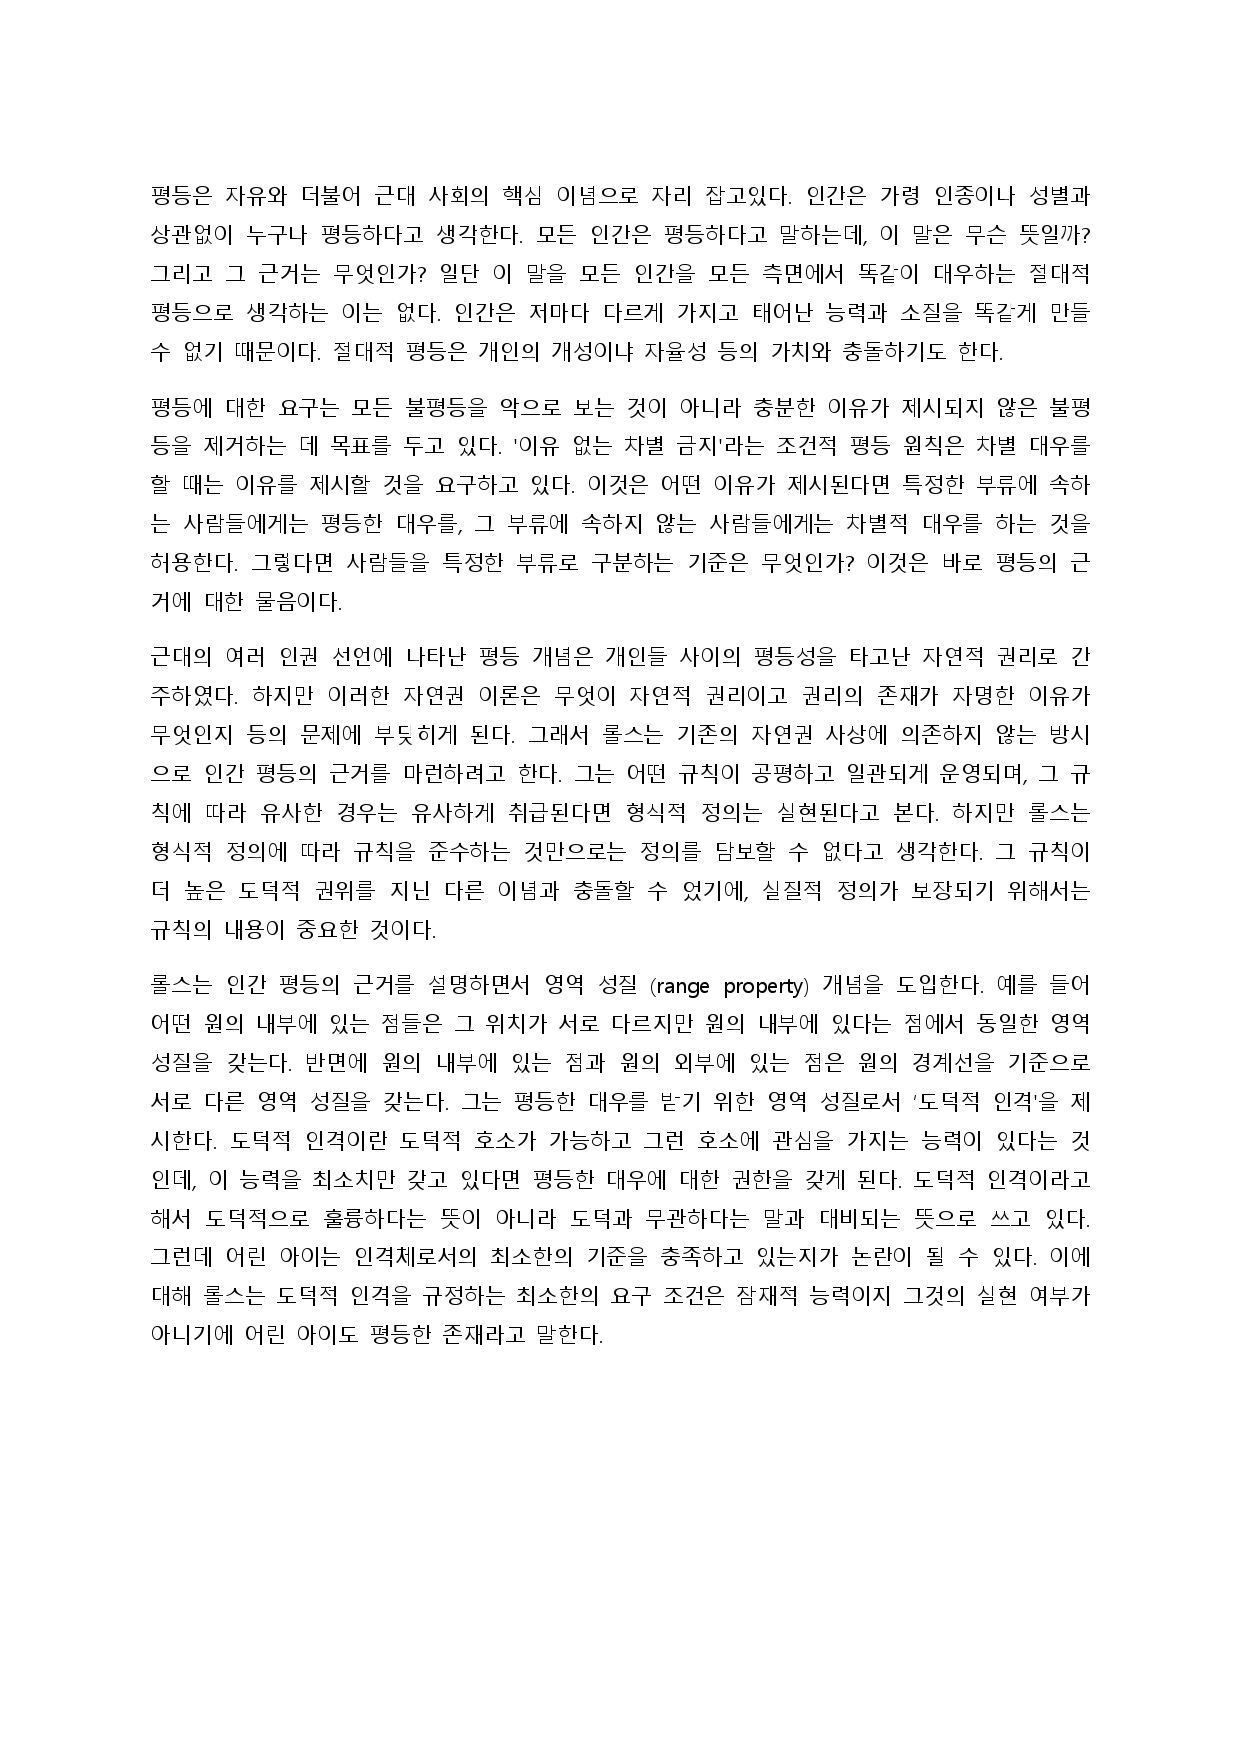 평등은 자유와 더불어 근대 사회의 핵심 이념으로 자리 잡고있다. 인간은 가령 인종이나 성별과
상관없이 누구나 평등하다고 생각한다. 모든 인간은 평등하다고 말하는데, 이 말은 무슨 뜻일까?
그리고 그 근거는 무엇인가? 일단 이 말을 모든 인간을 모든 측면에서 똑같이 대우하는 절대적
평등으로 생각하는 이는 없다. 인간은 저마다 다르게 가지고 태어난 능력과 소질을 똑같게 만들
수 없기 때문이다. 절대적 평등은 개인의 개성이냐 자율성 등의 가치와 충돌하기도 한다.
평등에 대한 요구는 모든 불평등을 악으로 보는 것이 아니라 충분한 이유가 제시되지 않은 불평
등을 제거하는 데 목표를 두고 있다. '이유 없는 차별 금지'라는 조건적 평등 원칙은 차별 대우를
할 때는 이유를 제시할 것을 요구하고 있다. 이것은 어떤 이유가 제시된다면 특정한 부류에 속하
는 사람들에게는 평등한 대우를, 그 부류에 속하지 않는 사람들에게는 차별적 대우를 하는 것을
허용한다. 그렇다면 사람들을 특정한 부류로 구분하는 기준은 무엇인가? 이것은 바로 평등의 근
거에 대한 물음이다.
근대의 여러 인권 선언에 나타난 평등 개념은 개인들 사이의 평등성을 타고난 자연적 권리로 간
주하였다. 하지만 이러한 자연권 이론은 무엇이 자연적 권리이고 권리의 존재가 자명한 이유가
무엇인지 등의 문제에 부딪히게 된다. 그래서 롤스는 기존의 자연권 사상에 의존하지 않는 방시
으로 인간 평등의 근거를 마련하려고 한다. 그는 어떤 규칙이 공평하고 일관되게 운영되며, 그 규
칙에 따라 유사한 경우는 유사하게 취급된다면 형식적 정의는 실현된다고 본다. 하지만 롤스는
형식적 정의에 따라 규칙을 준수하는 것만으로는 정의를 담보할 수 없다고 생각한다. 그 규칙이
더 높은 도덕적 권위를 지닌 다른 이념과 충돌할 수 었기에, 실질적 정의가 보장되기 위해서는
규칙의 내용이 중요한 것이다.
롤스는 인간 평등의 근거를 설명하면서 영역 성질 (range property) 개념을 도입한다. 예를 들어
어떤 원의 내부에 있는 점들은 그 위치가 서로 다르지만 원의 내부에 있다는 점에서 동일한 영역
성질을 갖는다. 반면에 원의 내부에 있는 점과 원의 외부에 있는 점은 원의 경계선을 기준으로
서로 다른 영역 성질을 갖는다. 그는 평등한 대우를 받기 위한 영역 성질로서 '도덕적 인격'을 제
시한다. 도덕적 인격이란 도덕적 호소가 가능하고 그런 호소에 관심을 가지는 능력이 있다는 것
인데, 이 능력을 최소치만 갖고 있다면 평등한 대우에 대한 권한을 갖게 된다. 도덕적 인격이라고
해서 도덕적으로 훌륭하다는 뜻이 아니라 도덕과 무관하다는 말과 대비되는 뜻으로 쓰고 있다.
그런데 어린 아이는 인격체로서의 최소한의 기준을 충족하고 있는지가 논란이 될 수 있다. 이에
대해 롤스는 도덕적 인격을 규정하는 최소한의 요구 조건은 잠재적 능력이지 그것의 실현 여부가
아니기에 어린 아이도 평등한 존재라고 말한다.